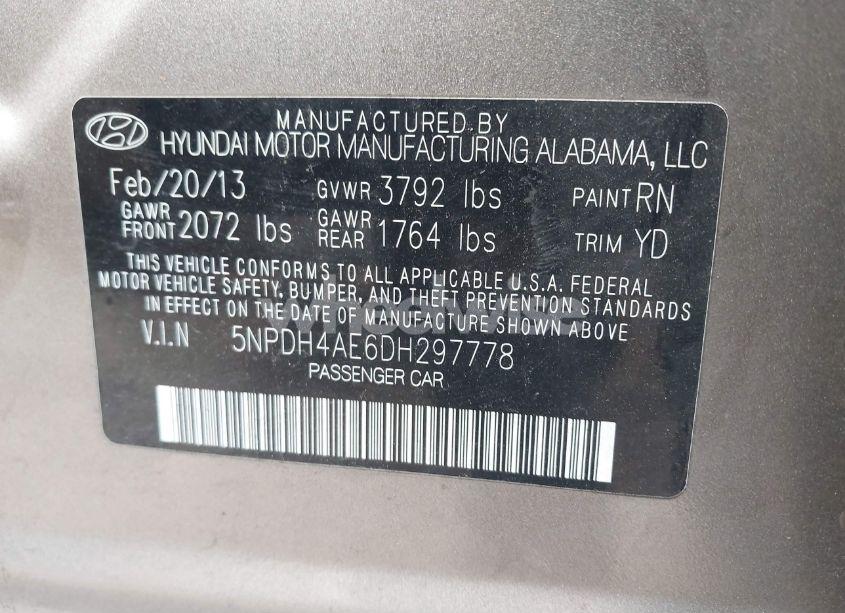 MANUFACTURED BY
HYUNDAI MOTOR MANUFACTURING ALABAMA, LLC
Feb/20/13 GVWR 3792 lbs PAINT RN
GAWR FRONT 2072 lbs GAWR REAR 1764 lbs TRIM YD
THIS VEHICLE CONFORMS TO ALL APPLICABLE U.S.A. FEDERAL
MOTOR VEHICLE SAFETY, BUMPER, AND THEFT PREVENTION STANDARDS
IN EFFECT ON THE DATE OF MANUFACTURE SHOWN ABOVE
V.I.N 5NPDH4AE6DH297778
PASSENGER CAR